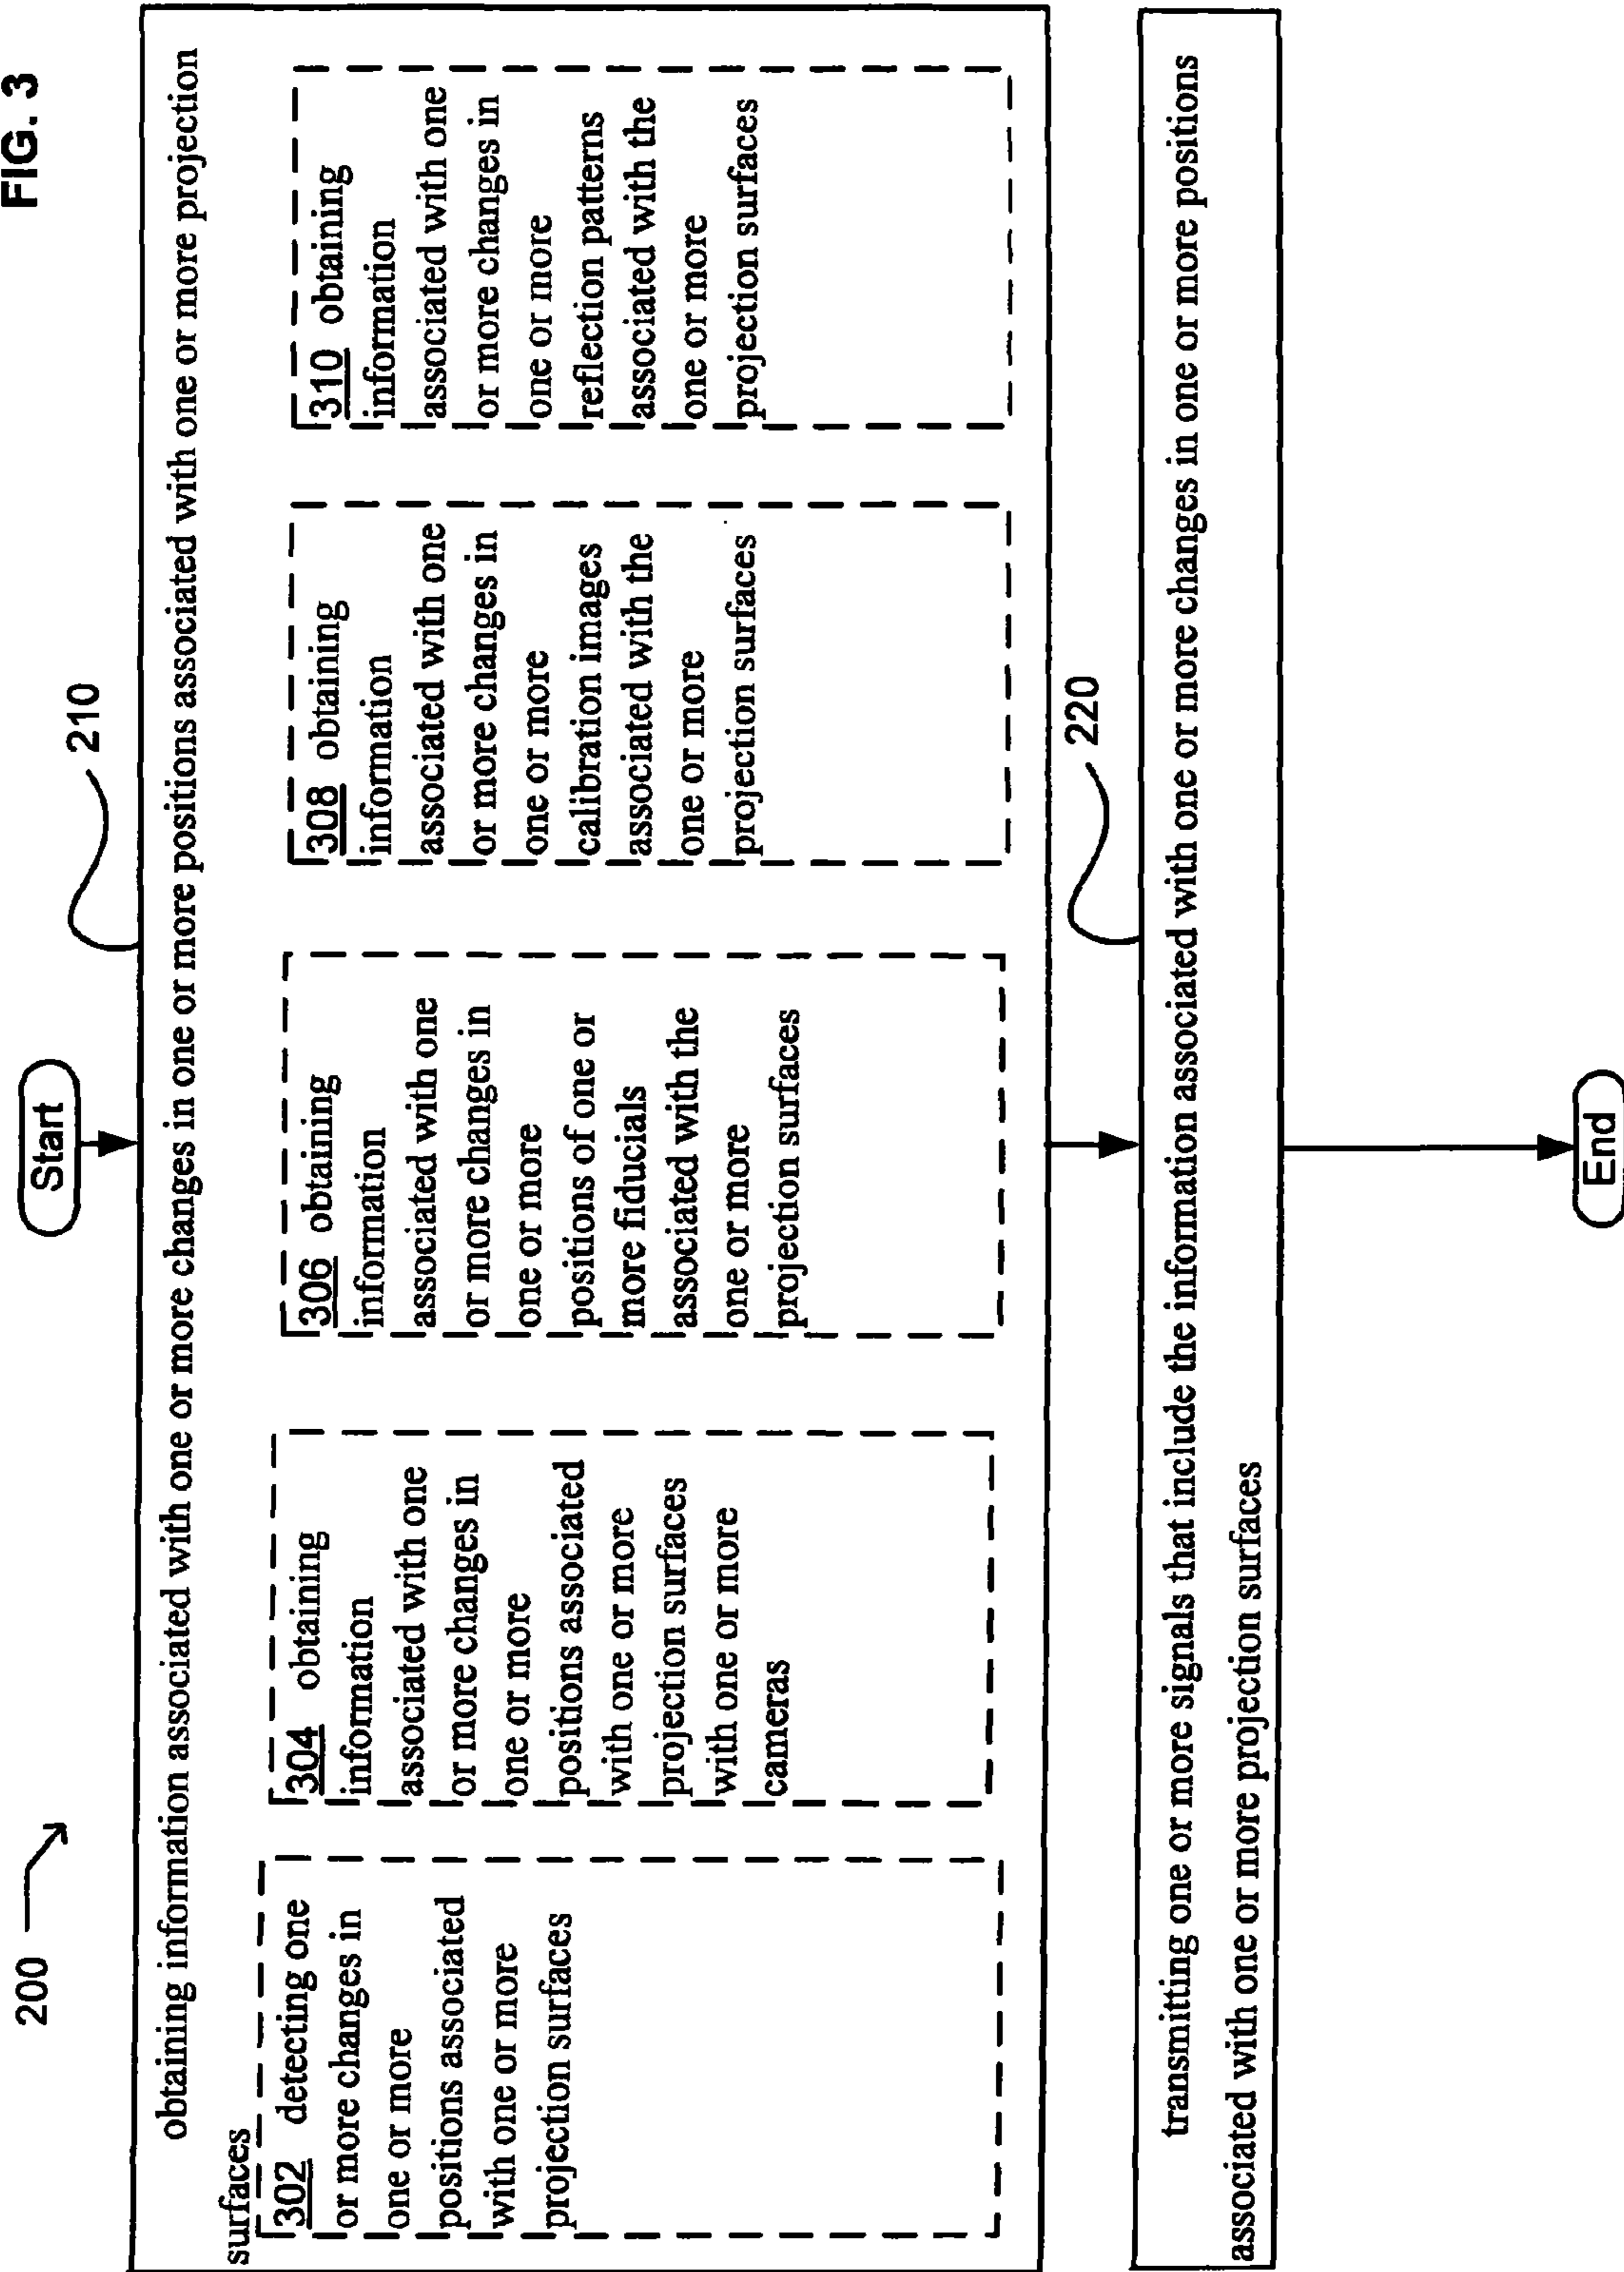 FIG. 3
200
Start
210
obtaining information associated with one or more changes in one or more positions associated with one or more projection
surfaces
302 detecting one
or more changes in
one or more
positions associated
with one or more
projection surfaces
304 obtaining
information
associated with one
or more changes in
one or more
positions associated
with one or more
projection surfaces
with one or more
cameras
306 obtaining
information
associated with one
or more changes in
one or more
positions of one or
more fiducials
associated with the
one or more
projection surfaces
308 obtaining
information
associated with one
or more changes in
one or more
calibration images
associated with the
one or more
projection surfaces
310 obtaining
information
associated with one
or more changes in
one or more
reflection patterns
associated with the
one or more
projection surfaces
220
transmitting one or more signals that include the information associated with one or more changes in one or more positions
associated with one or more projection surfaces
End